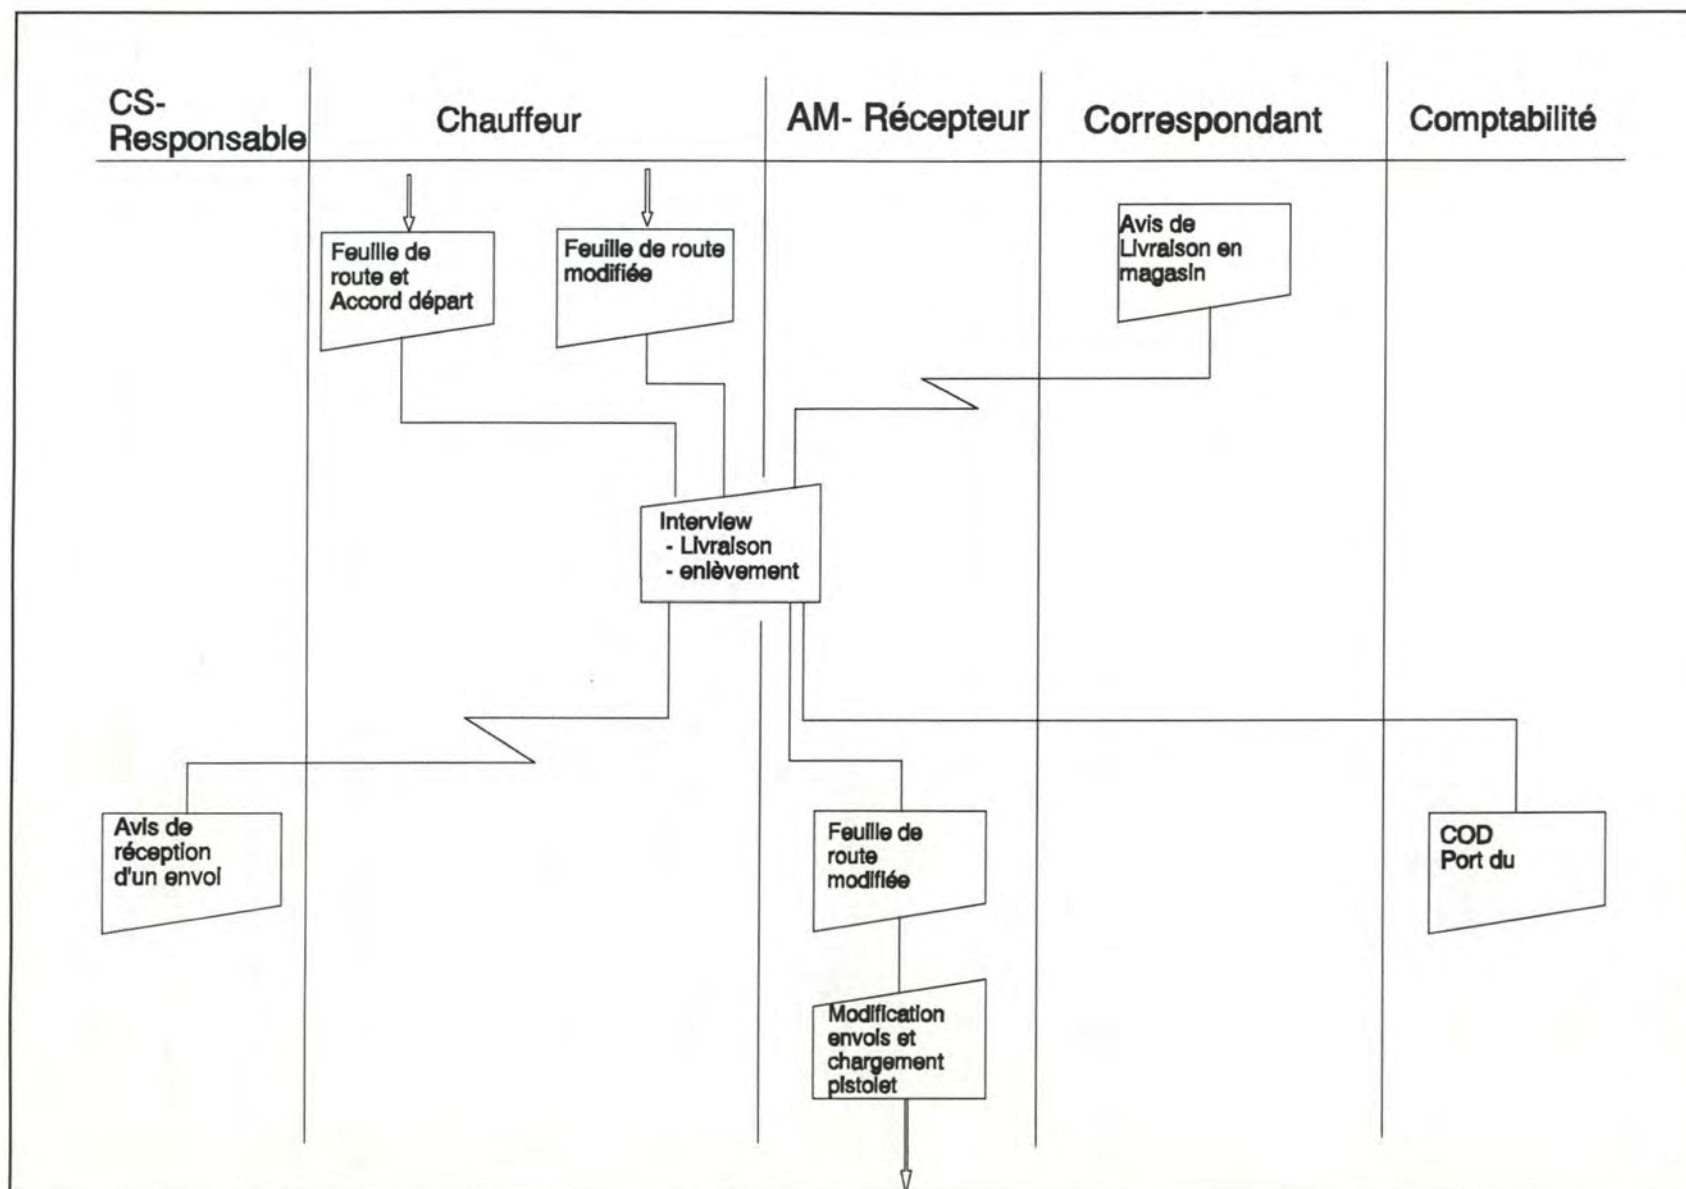 CS-
Responsable
Chauffeur
AM- Récepteur
Correspondant
Comptabilité
Feuille de
route et
Accord départ
Feuille de route
modifiée
Avis de
Livraison en
magasin
Interview
- Livraison
- enlèvement
Avis de
réception
d'un envoi
Feuille de
route
modifiée
COD
Port du
Modification
envois et
chargement
pistolet